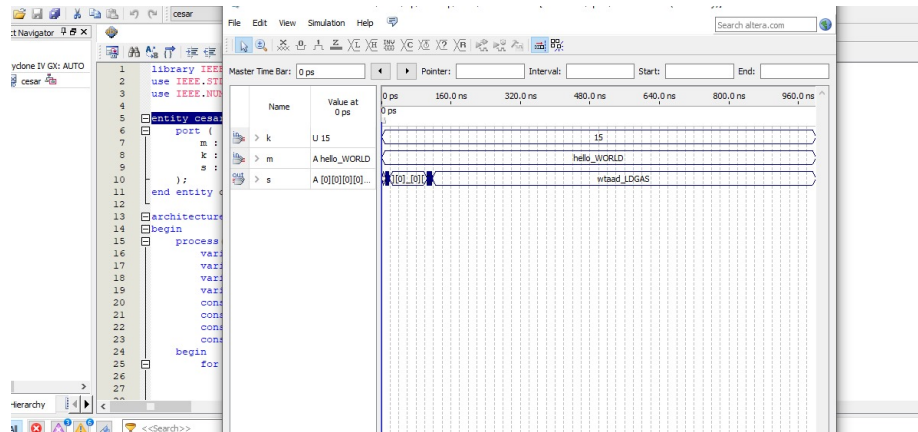 cesar
ct Navigator
File Edit View Simulation Help
Search altera.com
yclone IV GX: AUTO
cesar
Master Time Bar: 0 ps Pointer: Interval: Start: End:
Name Value at 0 ps
0 ps 160.0 ns 320.0 ns 480.0 ns 640.0 ns 800.0 ns 960.0 ns
0 ps
k U 15 15
m A hello_WORLD hello_WORLD
s A [0][0][0][0]... ][0]_[0][ wtaad_LDGAS
1 library IEEE
2 use IEEE.STD
3 use IEEE.NUM
4
5 entity cesar
6 port (
7 m :
8 k :
9 s :
10 );
11 end entity c
12
13 architecture
14 begin
15 process
16 vari
17 vari
18 vari
19 vari
20 cons
21 cons
22 cons
23 cons
24 begin
25 for
26
27
Hierarchy
All
<<Search>>